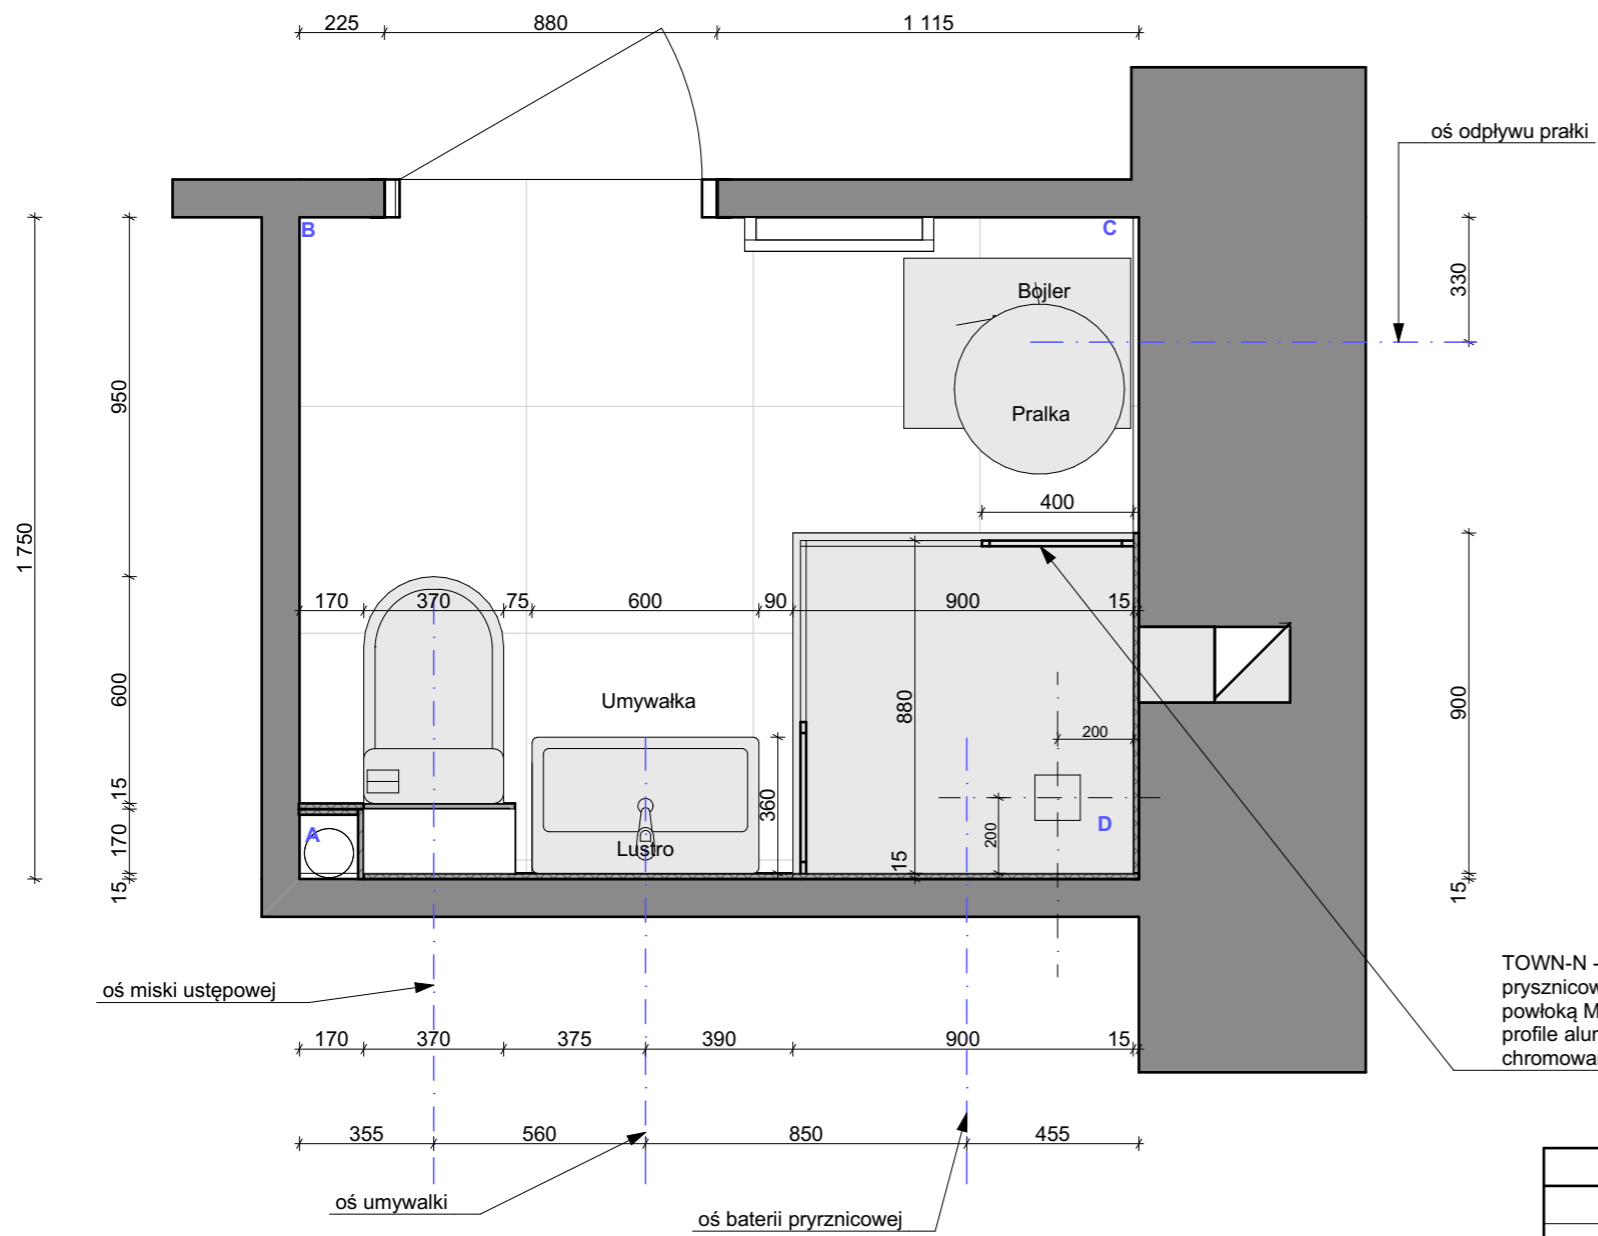 225 880 1 115
oś odpływu prałki
B C
330
Bojler
950
Pralka
1 750
400
170 370 75 600 90 900 15
600
Umywałka
880
900
200
15
360
A
D
170
200
Lustro
15
15
15
TOWN-N -
prysznicow
powłoką M
profile alur
chromowar
oś miski ustępowej
170 370 375 390 900 15
355 560 850 455
oś umywalki
oś baterii pryrznicowej